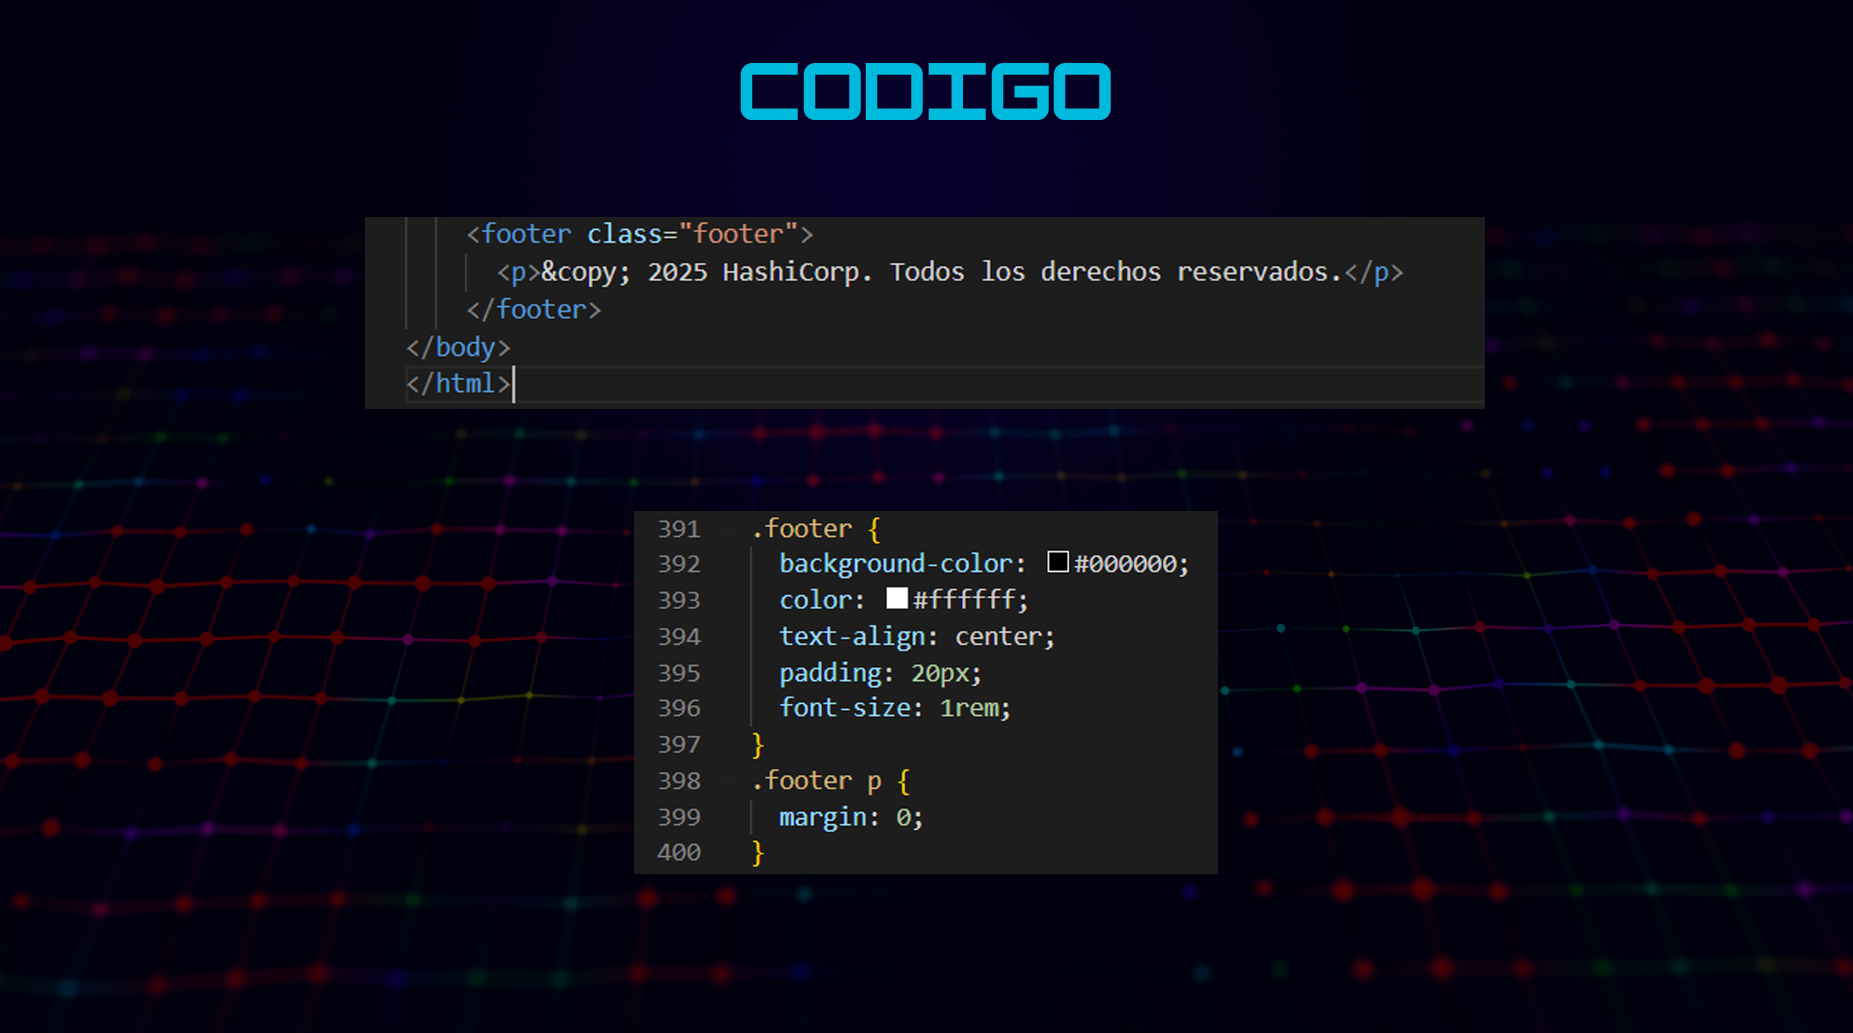 CODIGO
<footer class="footer">
<p>&copy; 2025 HashiCorp. Todos los derechos reservados.</p>
</footer>
</body>
</html>
391 .footer {
392 background-color: #000000;
393 color: #ffffff;
394 text-align: center;
395 padding: 20px;
396 font-size: 1rem;
397 }
398 .footer p {
399 margin: 0;
400 }